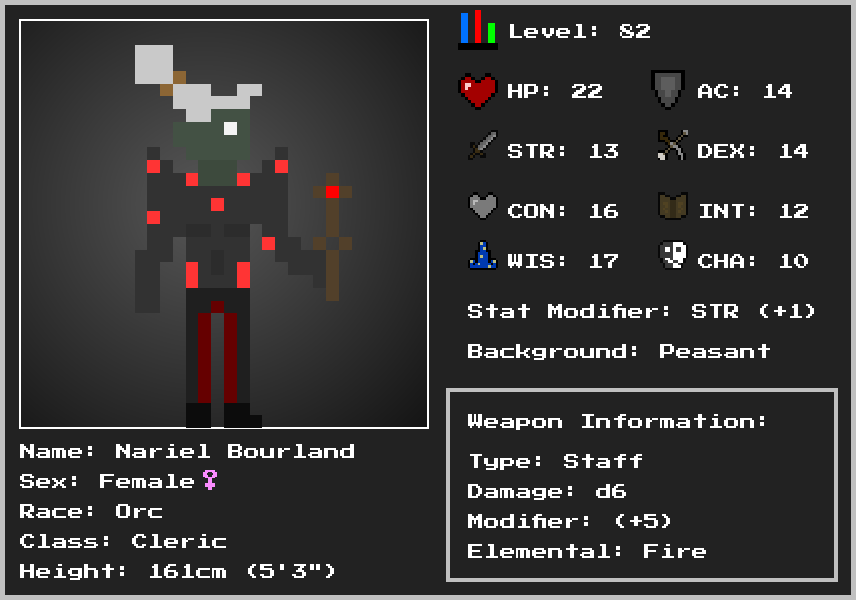 Level: 82
HP: 22
AC: 14
STR: 13
DEX: 14
CON: 16
INT: 12
WIS: 17
CHA: 10
Stat Modifier: STR (+1)
Background: Peasant
Weapon Information:
Type: Staff
Damage: d6
Modifier: (+5)
Elemental: Fire
Name: Nariel Bourland
Sex: Female♀
Race: Orc
Class: Cleric
Height: 161cm (5'3")